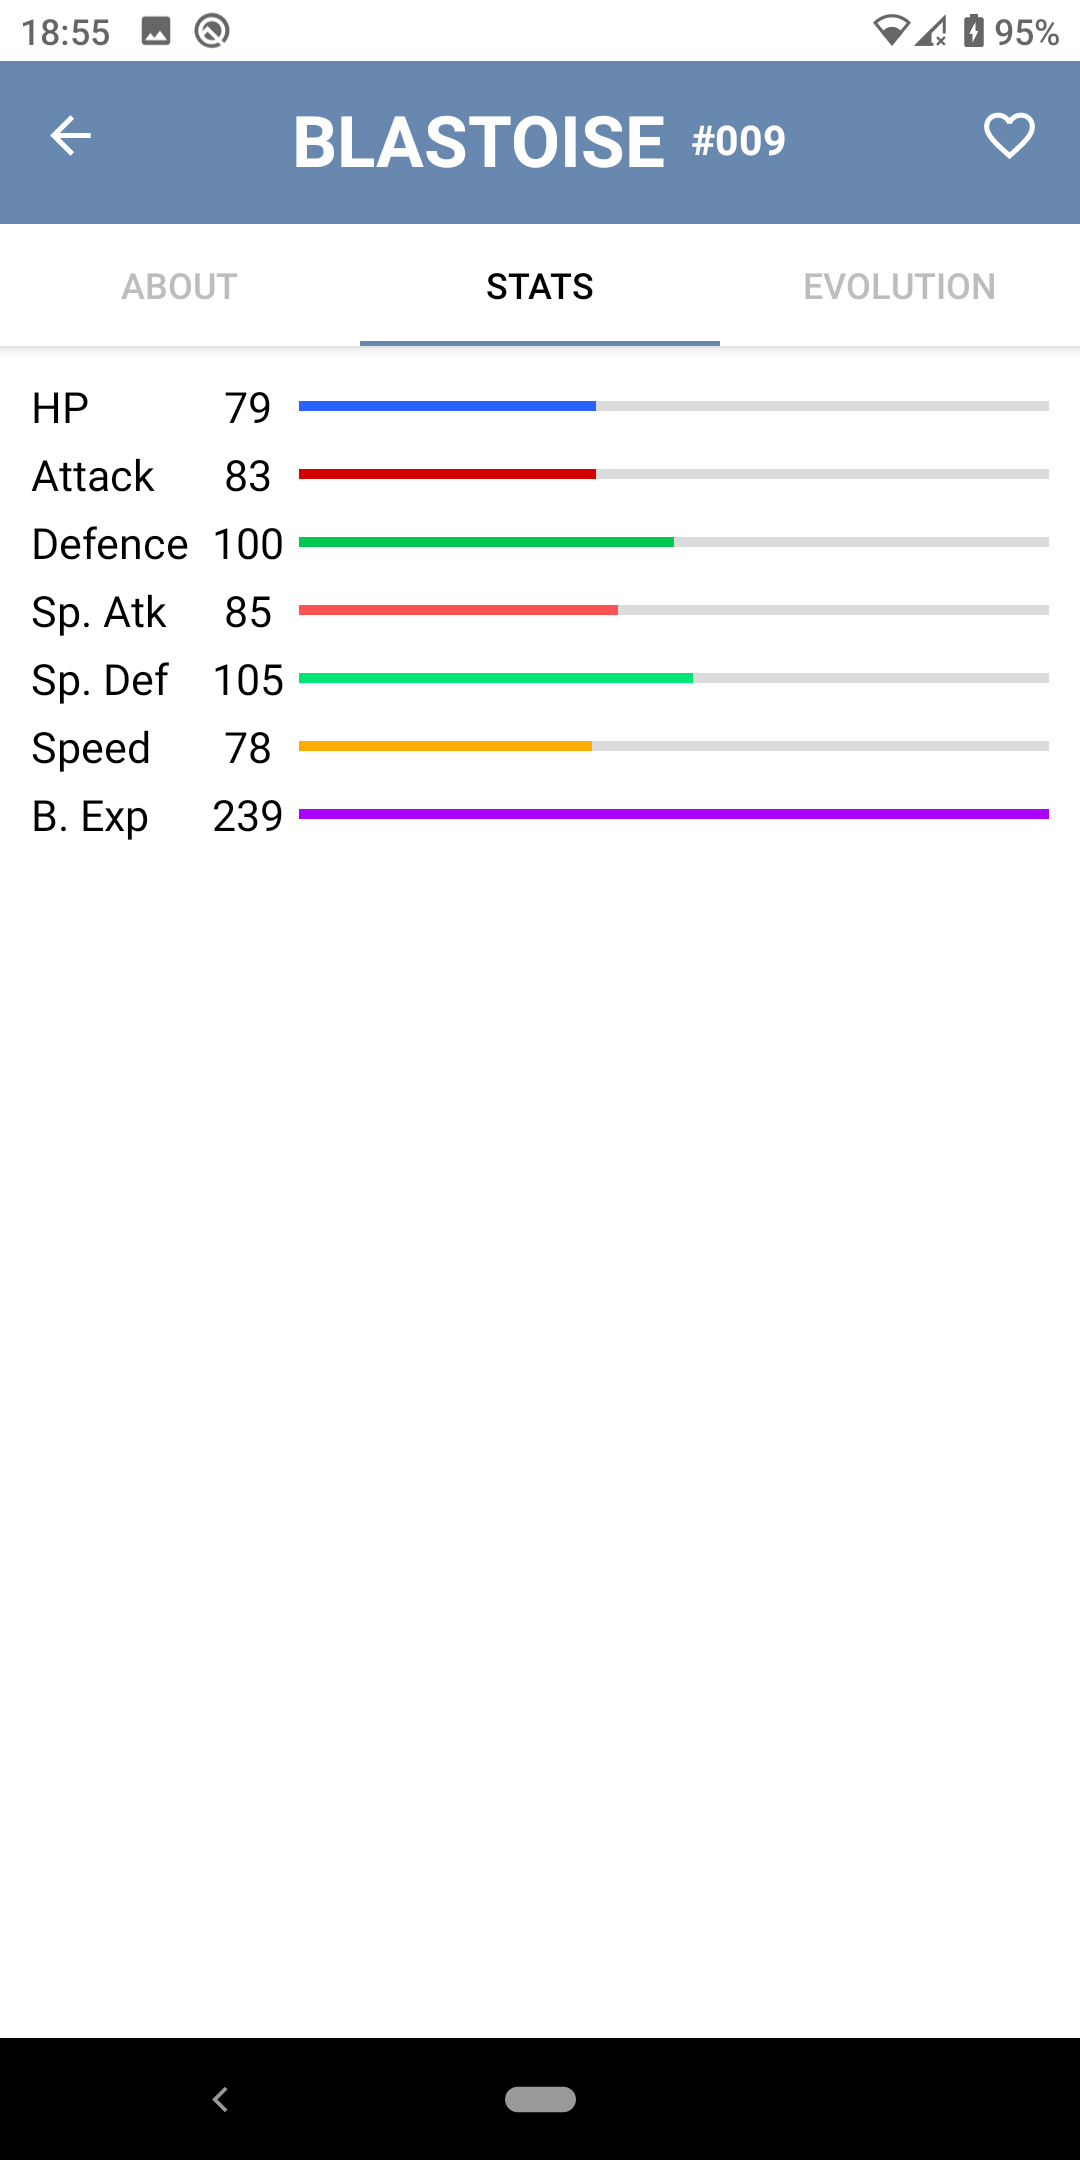 18:55 95%
BLASTOISE #009
ABOUT STATS EVOLUTION
HP 79
Attack 83
Defence 100
Sp. Atk 85
Sp. Def 105
Speed 78
B. Exp 239